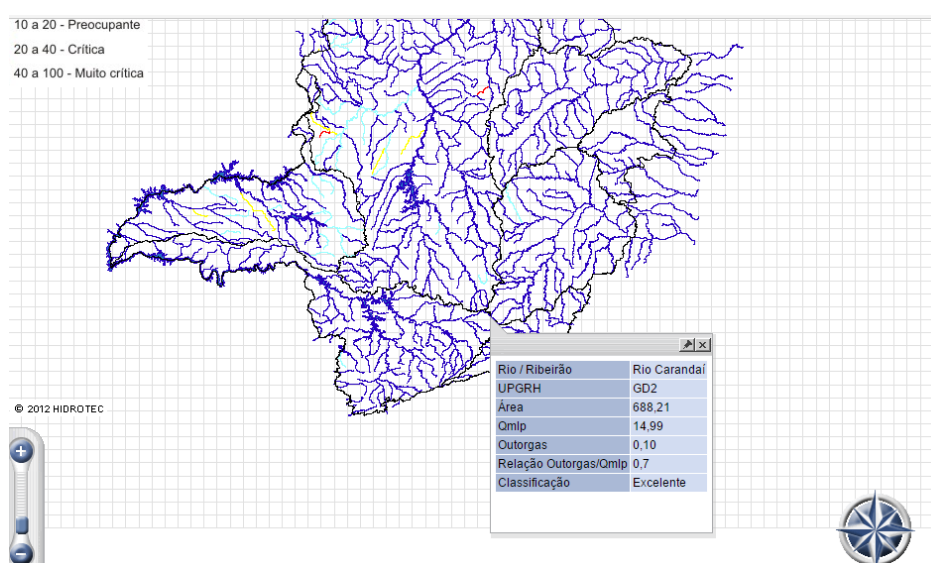 10 a 20 - Preocupante
20 a 40 - Crítica
40 a 100 - Muito crítica
© 2012 HIDROTEC
Rio / Ribeirão Rio Carandaí
UPGRH GD2
Área 688,21
Qmlp 14,99
Outorgas 0,10
Relação Outorgas/Qmlp 0,7
Classificação Excelente